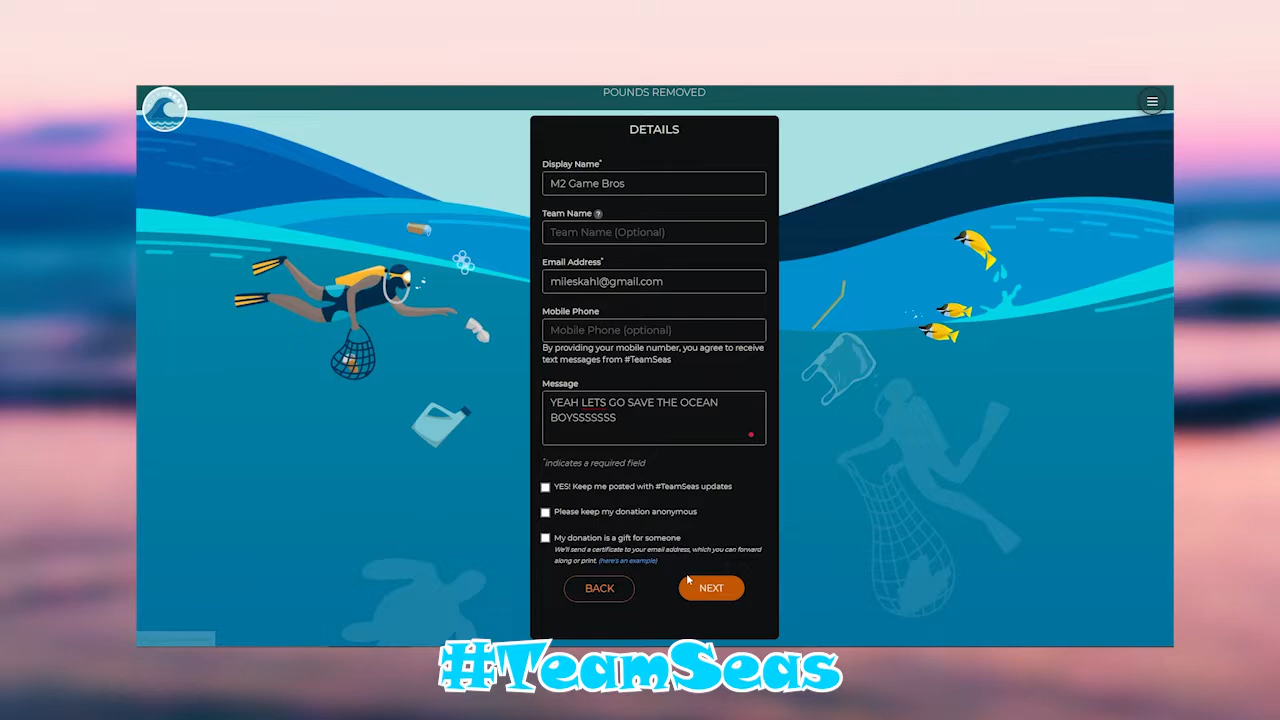 POUNDS REMOVED
DETAILS
Display Name*
M2 Game Bros
Team Name ?
Team Name (Optional)
Email Address*
mileskahl@gmail.com
Mobile Phone
Mobile Phone (optional)
By providing your mobile number, you agree to receive
text messages from #TeamSeas
Message
YEAH LETS GO SAVE THE OCEAN
BOYSSSSSSS
*indicates a required field
YES! Keep me posted with #TeamSeas updates
Please keep my donation anonymous
My donation is a gift for someone
We'll send a certificate to your email address, which you can forward
along or print. (here's an example)
BACK
NEXT
#TeamSeas